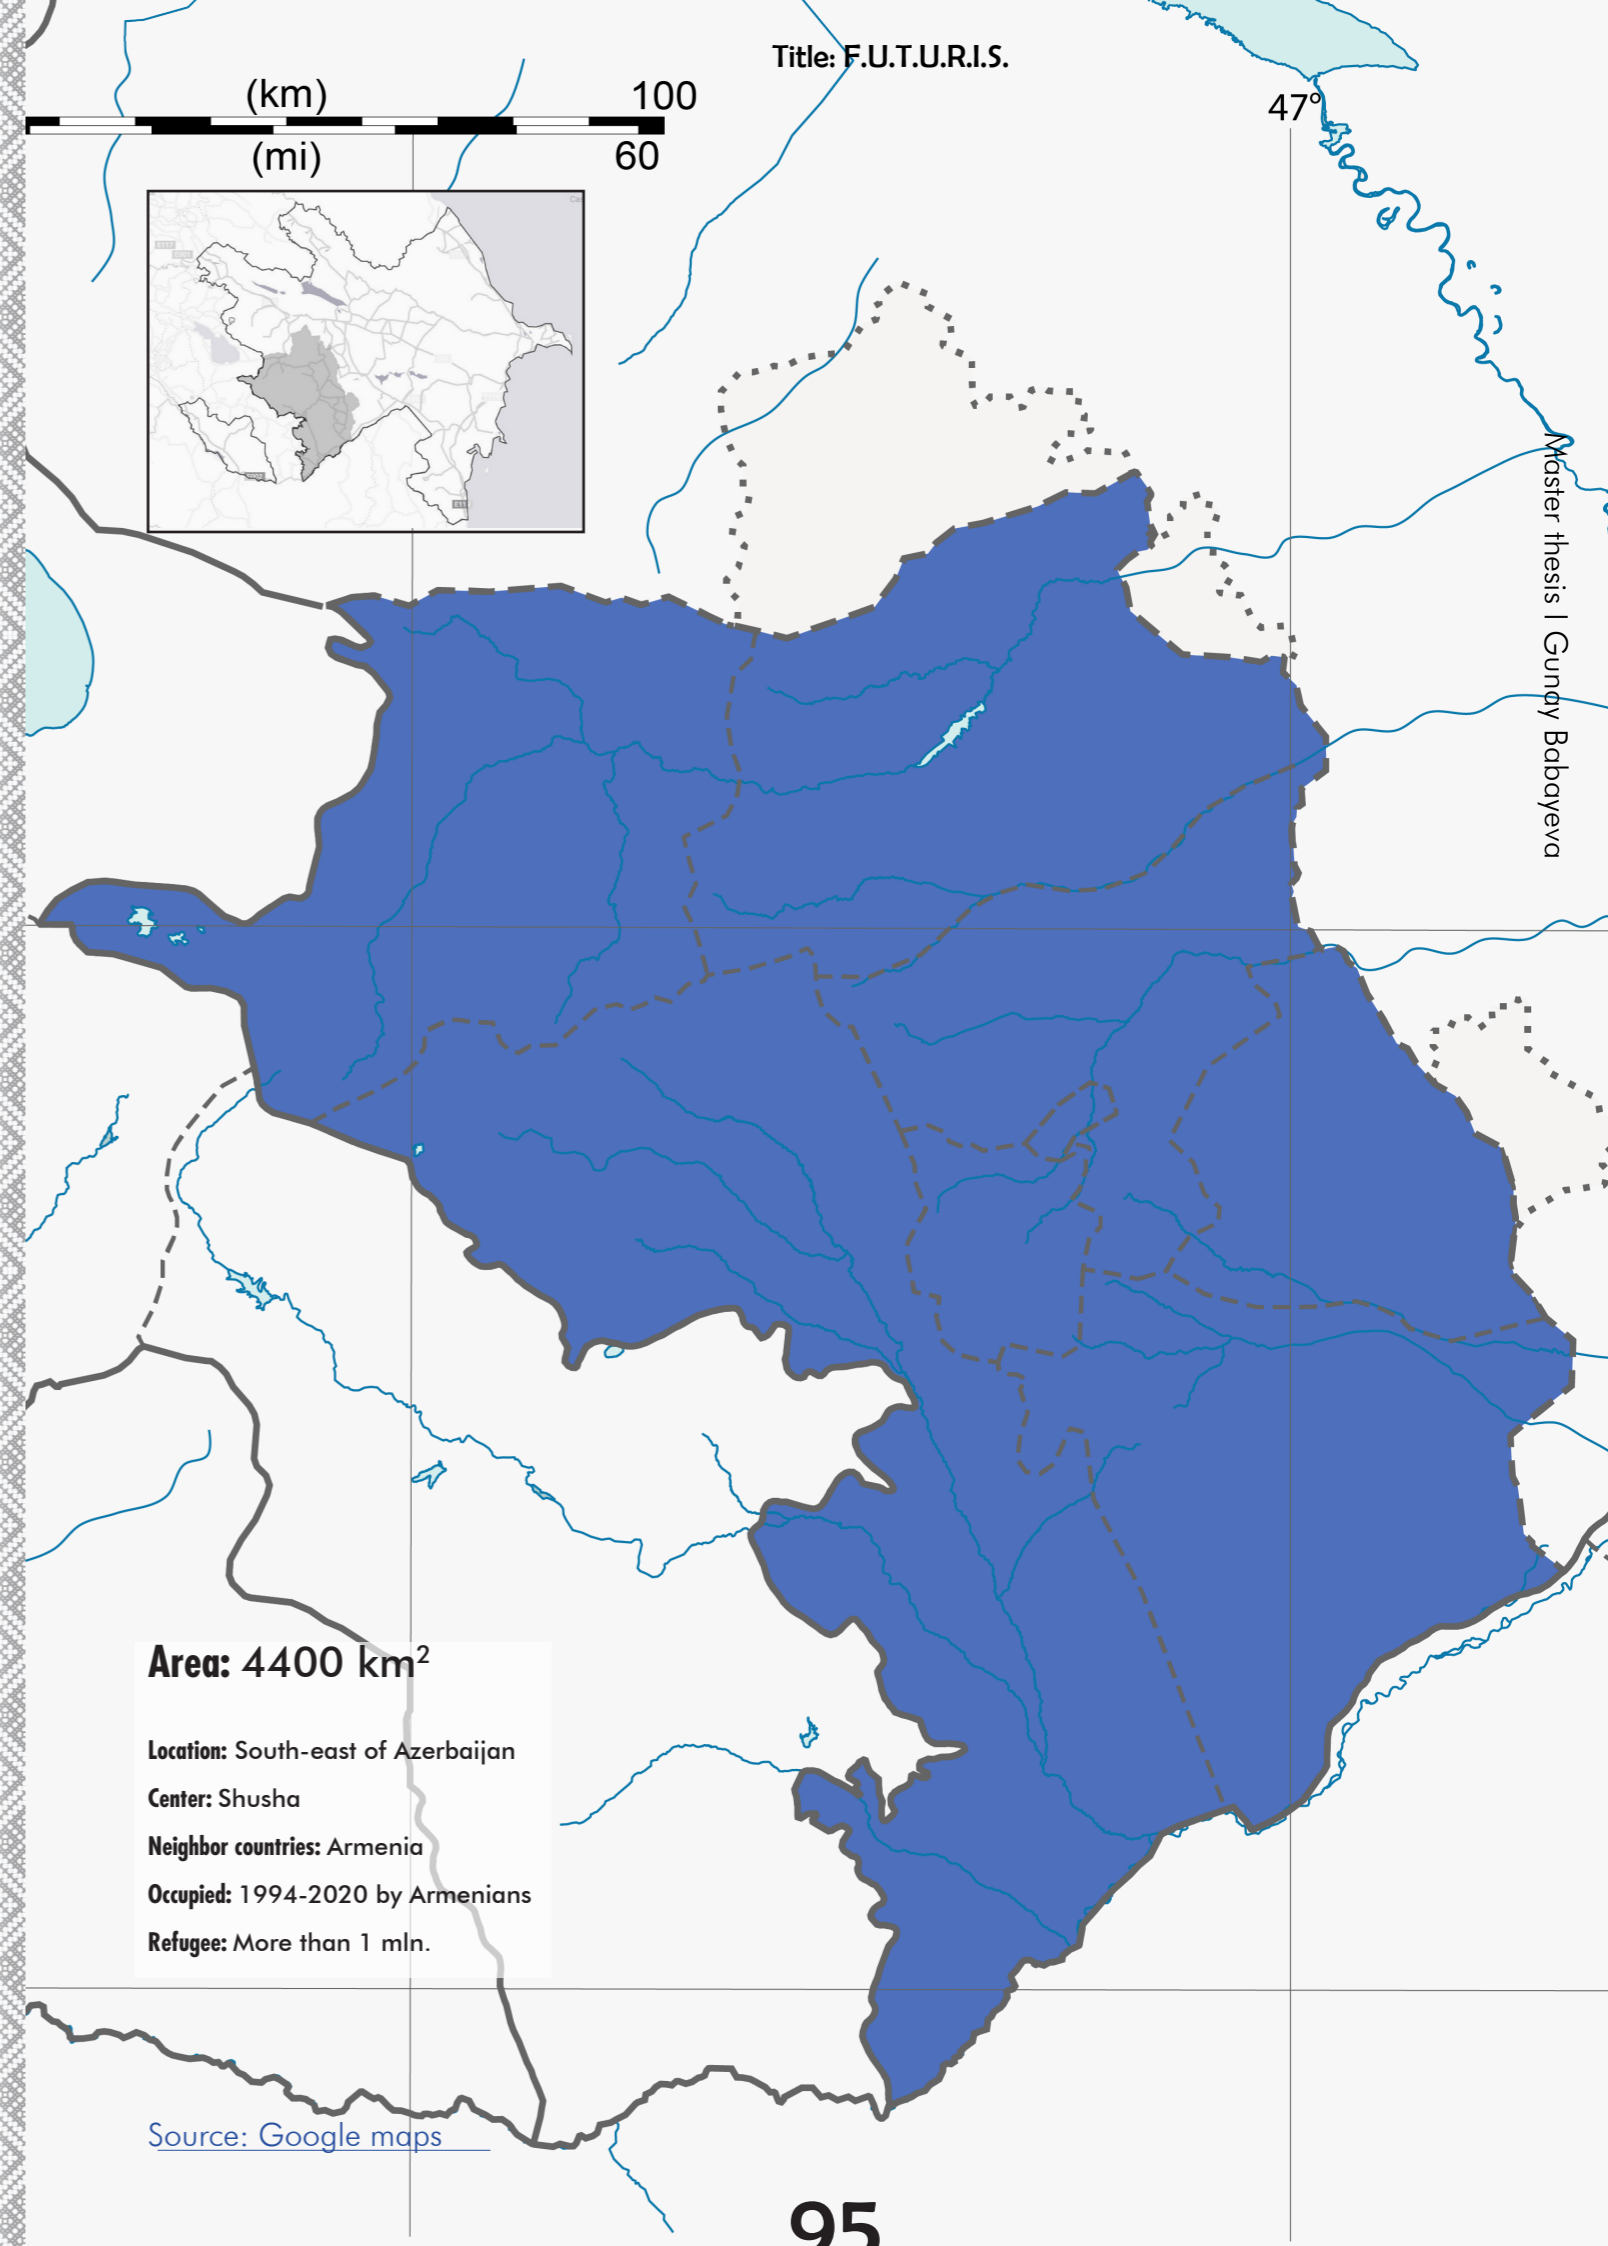 Title: F.U.T.U.R.I.S.
(km) 100
47°
(mi) 60
Master thesis I Gunay Babayeva
Area: 4400 km²
Location: South-east of Azerbaijan
Center: Shusha
Neighbor countries: Armenia
Occupied: 1994-2020 by Armenians
Refugee: More than 1 mln.
Source: Google maps
95